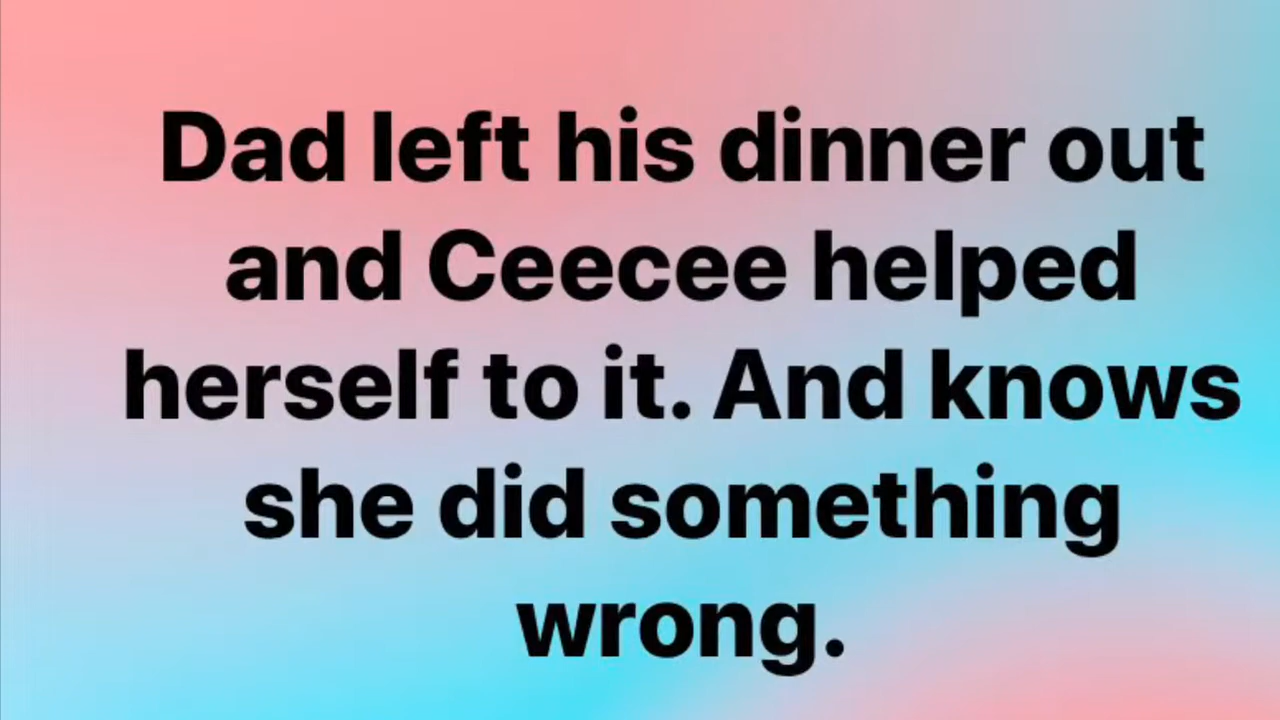 Dad left his dinner out
and Ceecee helped
herself to it. And knows
she did something
wrong.